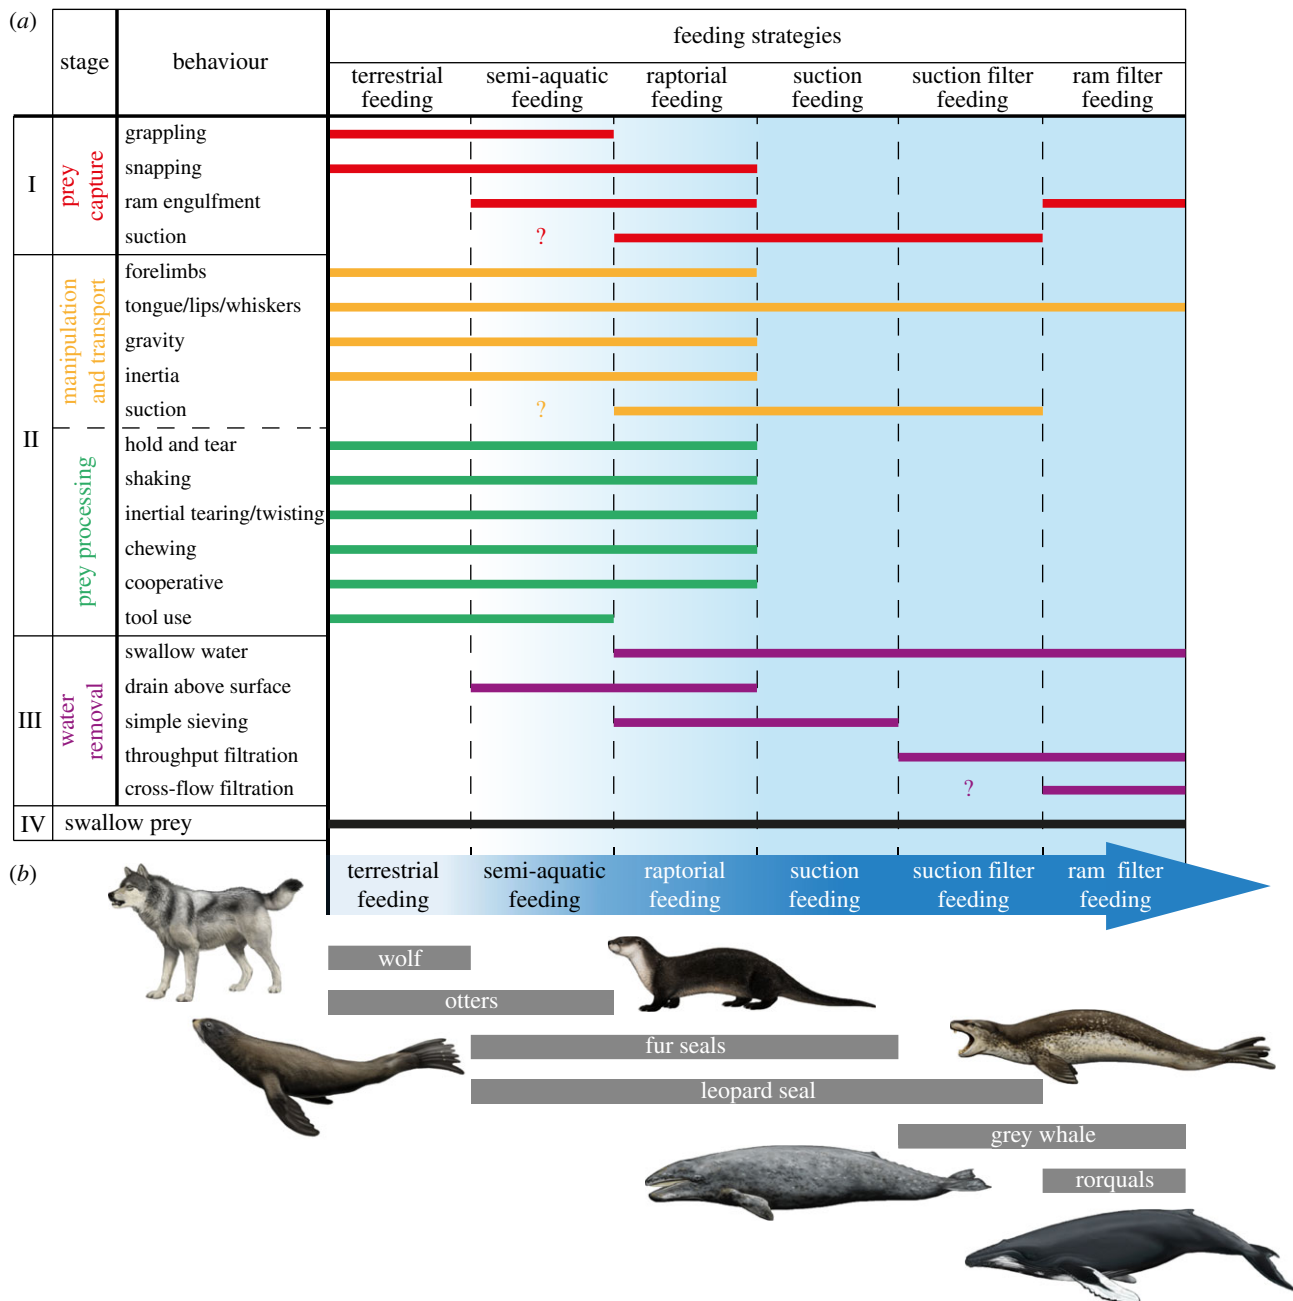 (a)
stage
behaviour
feeding strategies
terrestrial
feeding
semi-aquatic
feeding
raptorial
feeding
suction
feeding
suction filter
feeding
ram filter
feeding
I
prey
capture
grappling
snapping
ram engulfment
suction
?
II
manipulation
and transport
forelimbs
tongue/lips/whiskers
gravity
inertia
suction
?
prey processing
hold and tear
shaking
inertial tearing/twisting
chewing
cooperative
tool use
III
water
removal
swallow water
drain above surface
simple sieving
throughput filtration
cross-flow filtration
?
IV
swallow prey
(b)
terrestrial
feeding
semi-aquatic
feeding
raptorial
feeding
suction
feeding
suction filter
feeding
ram filter
feeding
wolf
otters
fur seals
leopard seal
grey whale
rorquals